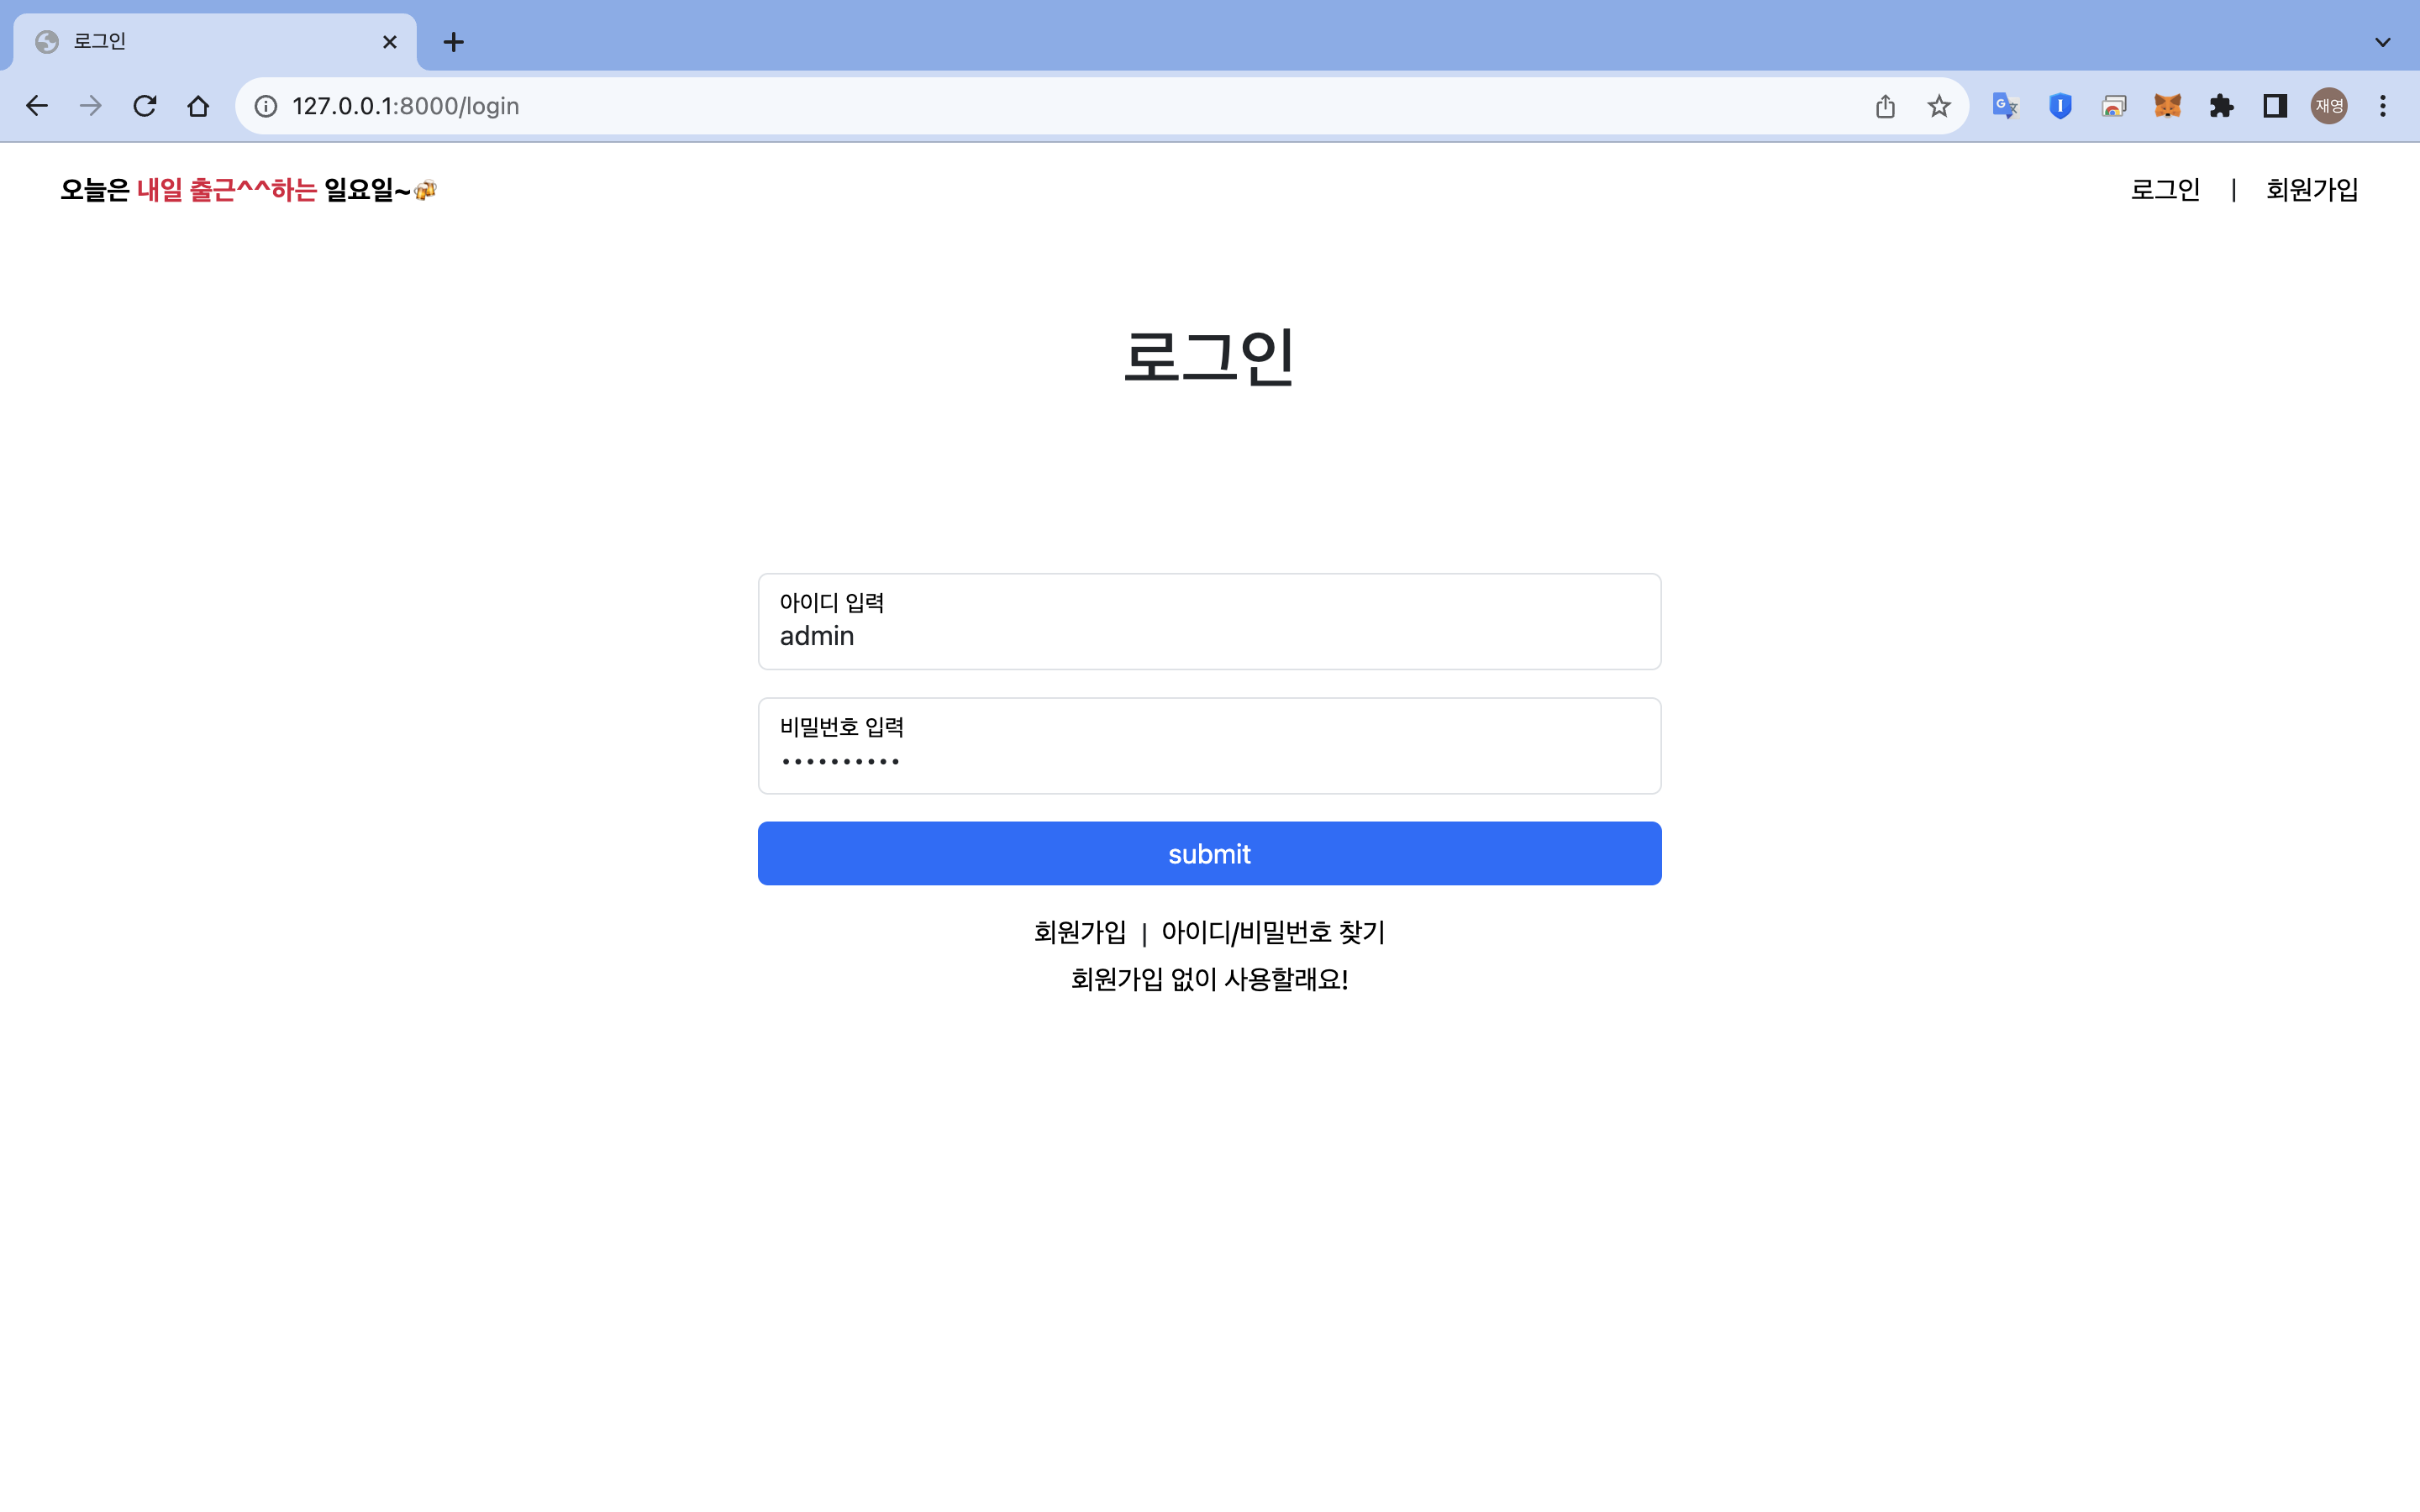 로그인
127.0.0.1:8000/login
재영
오늘은 내일 출근^^하는 일요일~🍻
로그인 | 회원가입
로그인
아이디 입력
admin
비밀번호 입력
••••••••••
submit
회원가입 | 아이디/비밀번호 찾기
회원가입 없이 사용할래요!